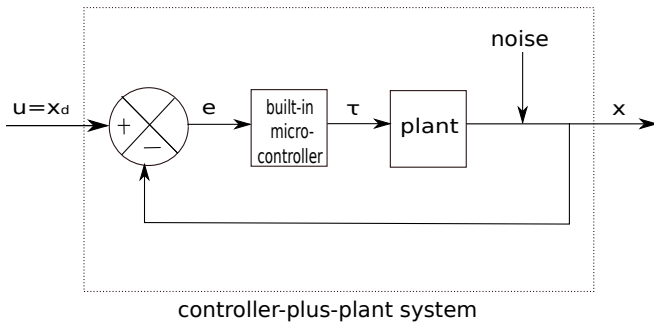 noise
u=xd
+
−
e
built-in
micro-
controller
τ
plant
x
controller-plus-plant system